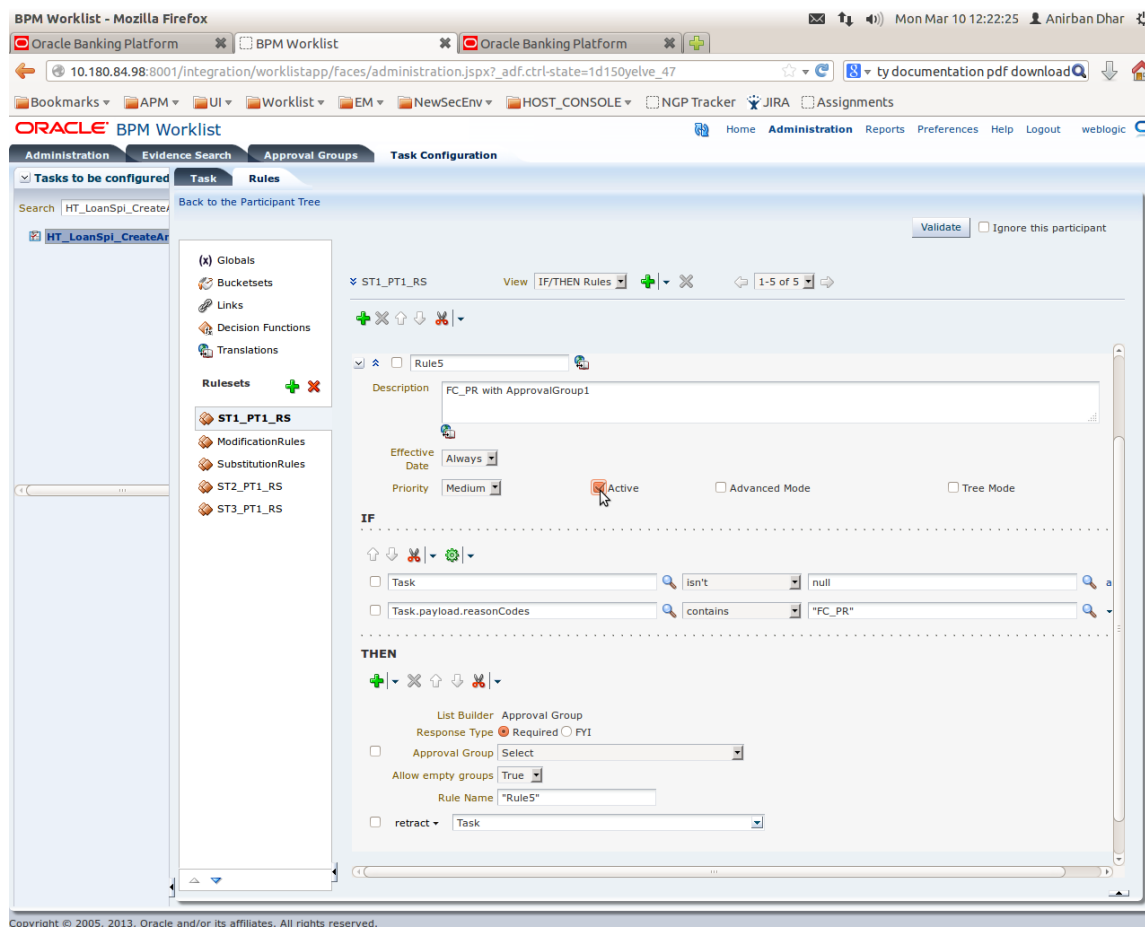 BPM Worklist - Mozilla Firefox
Mon Mar 10 12:22:25 Anirban Dhar
Oracle Banking Platform BPM Worklist Oracle Banking Platform
10.180.84.98:8001/integration/worklistapp/faces/administration.jspx?_adf.ctrl-state=1d150yelve_47 ty documentation pdf download
Bookmarks APM UI Worklist EM NewSecEnv HOST_CONSOLE NGP Tracker JIRA Assignments
ORACLE BPM Worklist Home Administration Reports Preferences Help Logout weblogic
Administration Evidence Search Approval Groups Task Configuration
Tasks to be configured Task Rules
Search HT_LoanSpi_CreateA Back to the Participant Tree
Validate Ignore this participant
HT_LoanSpi_CreateAr
(x) Globals
Bucketsets
ST1_PT1_RS View IF/THEN Rules 1-5 of 5
Links
Decision Functions
Translations
Rule5
Rulesets
Description FC_PR with ApprovalGroup1
ST1_PT1_RS
ModificationRules
SubstitutionRules
ST2_PT1_RS
ST3_PT1_RS
Effective Date Always
Priority Medium Active Advanced Mode Tree Mode
IF
Task isn't null a
Task.payload.reasonCodes contains "FC_PR"
THEN
List Builder Approval Group
Response Type Required FYI
Approval Group Select
Allow empty groups True
Rule Name "Rule5"
retract Task
Copyright © 2005, 2013, Oracle and/or its affiliates. All rights reserved.